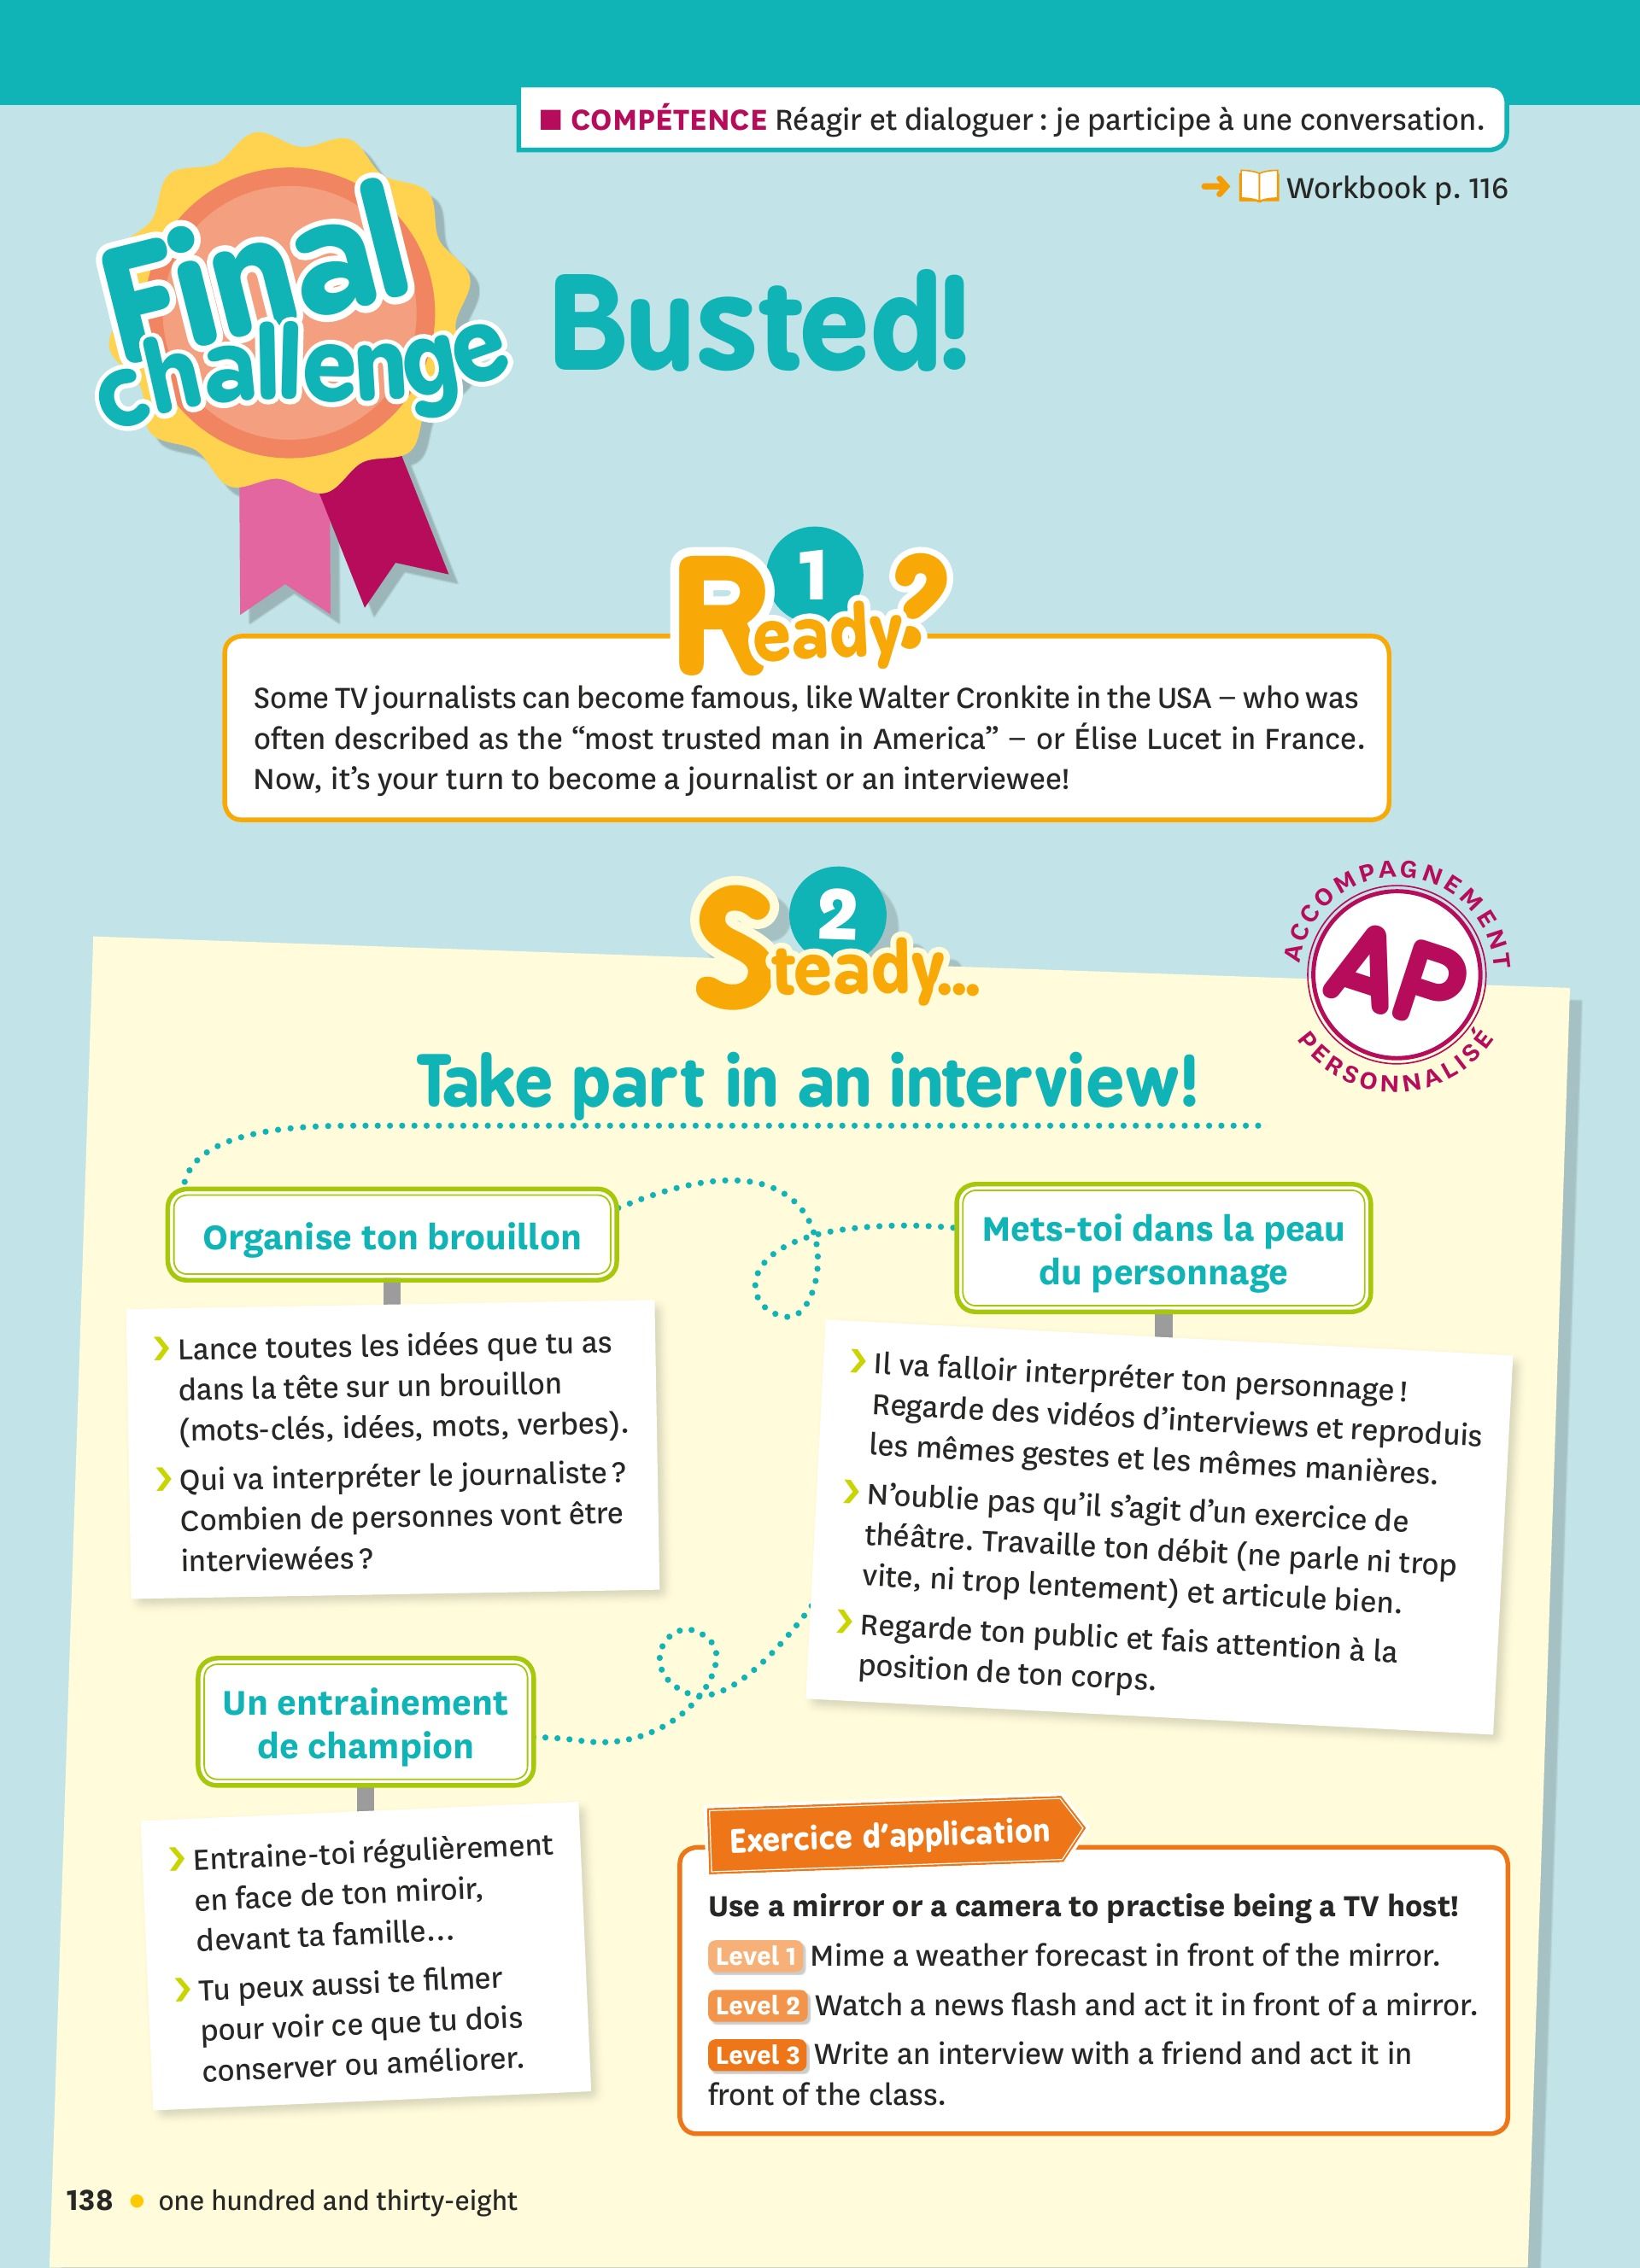 ■ COMPÉTENCE Réagir et dialoguer : je participe à une conversation.
➜ Workbook p. 116
Final
challenge
Busted!
1
Ready?
Some TV journalists can become famous, like Walter Cronkite in the USA – who was
often described as the “most trusted man in America” – or Élise Lucet in France.
Now, it’s your turn to become a journalist or an interviewee!
2
Steady...
ACCOMPAGNEMENT
AP
PERSONNALISÉ
Take part in an interview!
Organise ton brouillon
› Lance toutes les idées que tu as
dans la tête sur un brouillon
(mots-clés, idées, mots, verbes).
› Qui va interpréter le journaliste ?
Combien de personnes vont être
interviewées ?
Mets-toi dans la peau
du personnage
› Il va falloir interpréter ton personnage !
Regarde des vidéos d’interviews et reproduis
les mêmes gestes et les mêmes manières.
› N’oublie pas qu’il s’agit d’un exercice de
théâtre. Travaille ton débit (ne parle ni trop
vite, ni trop lentement) et articule bien.
› Regarde ton public et fais attention à la
position de ton corps.
Un entrainement
de champion
› Entraine-toi régulièrement
en face de ton miroir,
devant ta famille…
› Tu peux aussi te filmer
pour voir ce que tu dois
conserver ou améliorer.
Exercice d’application
Use a mirror or a camera to practise being a TV host!
Level 1 Mime a weather forecast in front of the mirror.
Level 2 Watch a news flash and act it in front of a mirror.
Level 3 Write an interview with a friend and act it in
front of the class.
138 • one hundred and thirty-eight